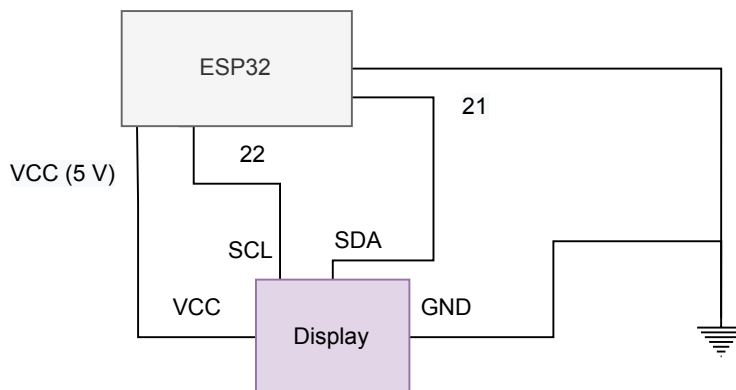 ESP32
21
22
VCC (5 V)
SDA
SCL
VCC
GND
Display